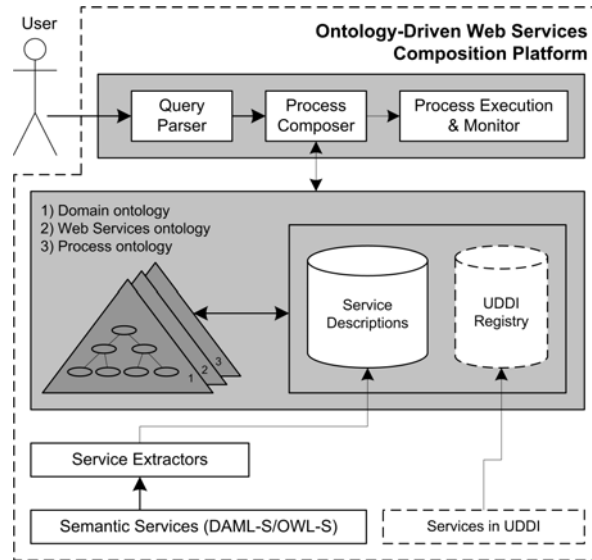 User
Ontology-Driven Web Services
Composition Platform
Query
Parser
Process
Composer
Process Execution
& Monitor
1) Domain ontology
2) Web Services ontology
3) Process ontology
Service
Descriptions
UDDI
Registry
1
2
3
Service Extractors
Semantic Services (DAML-S/OWL-S)
Services in UDDI